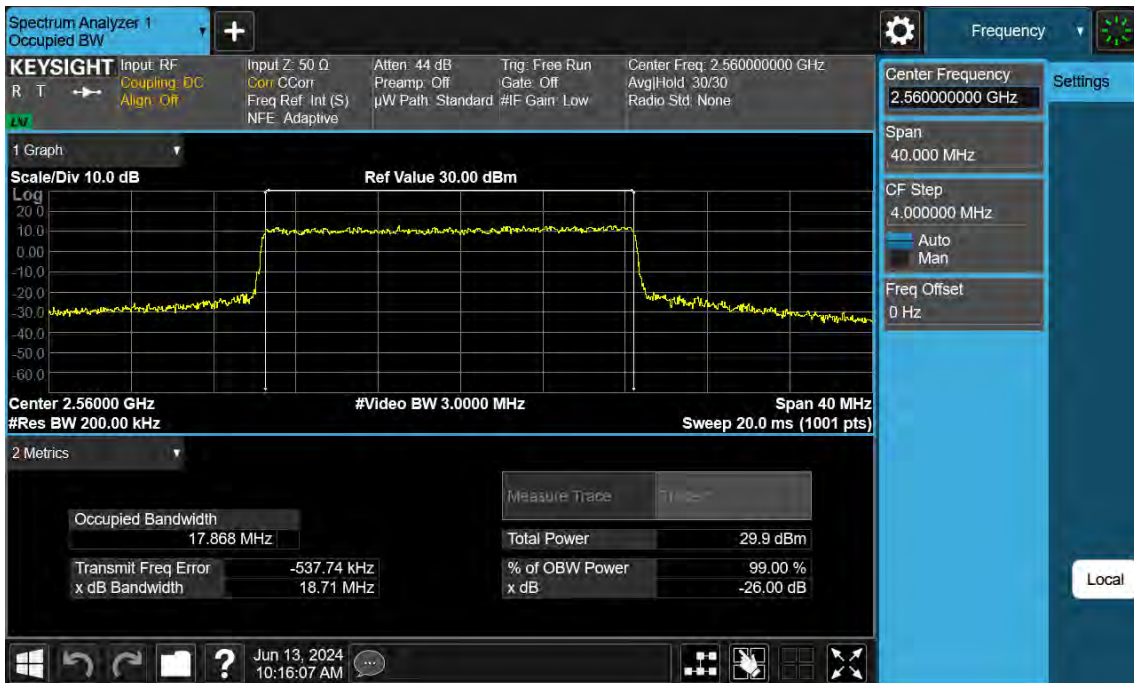 Spectrum Analyzer 1
Occupied BW
+
Frequency
KEYSIGHT
R T
LNI
Input: RF
Coupling: DC
Align: Off
Input Z: 50 Ω
Corr CCorr
Freq Ref: Int (S)
NFE: Adaptive
Atten: 44 dB
Preamp: Off
µW Path: Standard
Trig: Free Run
Gate: Off
#IF Gain: Low
Center Freq: 2.560000000 GHz
Avg|Hold: 30/30
Radio Std: None
Center Frequency
2.560000000 GHz
Settings
Span
40.000 MHz
CF Step
4.000000 MHz
Auto
Man
Freq Offset
0 Hz
1 Graph
Scale/Div 10.0 dB
Ref Value 30.00 dBm
Log
20.0
10.0
0.00
-10.0
-20.0
-30.0
-40.0
-50.0
-60.0
Center 2.56000 GHz
#Video BW 3.0000 MHz
Span 40 MHz
#Res BW 200.00 kHz
Sweep 20.0 ms (1001 pts)
2 Metrics
Measure Trace
Occupied Bandwidth
17.868 MHz
Total Power
29.9 dBm
Transmit Freq Error
-537.74 kHz
% of OBW Power
99.00 %
x dB Bandwidth
18.71 MHz
x dB
-26.00 dB
Local
?
Jun 13, 2024
10:16:07 AM